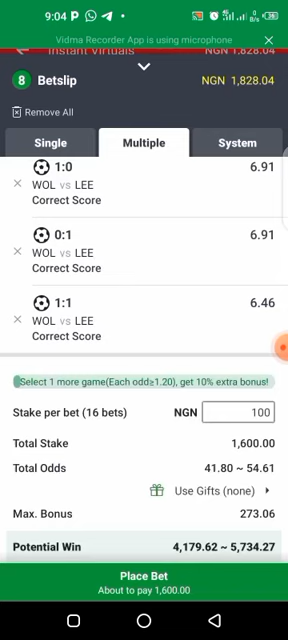 9:04
Vidma Recorder App is using microphone
Instant Virtuals NGN 1,828.04
8 Betslip NGN 1,828.04
Remove All
Single Multiple System
1:0 6.91
WOL vs LEE
Correct Score
0:1 6.91
WOL vs LEE
Correct Score
1:1 6.46
WOL vs LEE
Correct Score
Select 1 more game(Each odd≥1.20), get 10% extra bonus!
Stake per bet (16 bets) NGN 100
Total Stake 1,600.00
Total Odds 41.80 ~ 54.61
Use Gifts (none)
Max. Bonus 273.06
Potential Win 4,179.62 ~ 5,734.27
Place Bet
About to pay 1,600.00